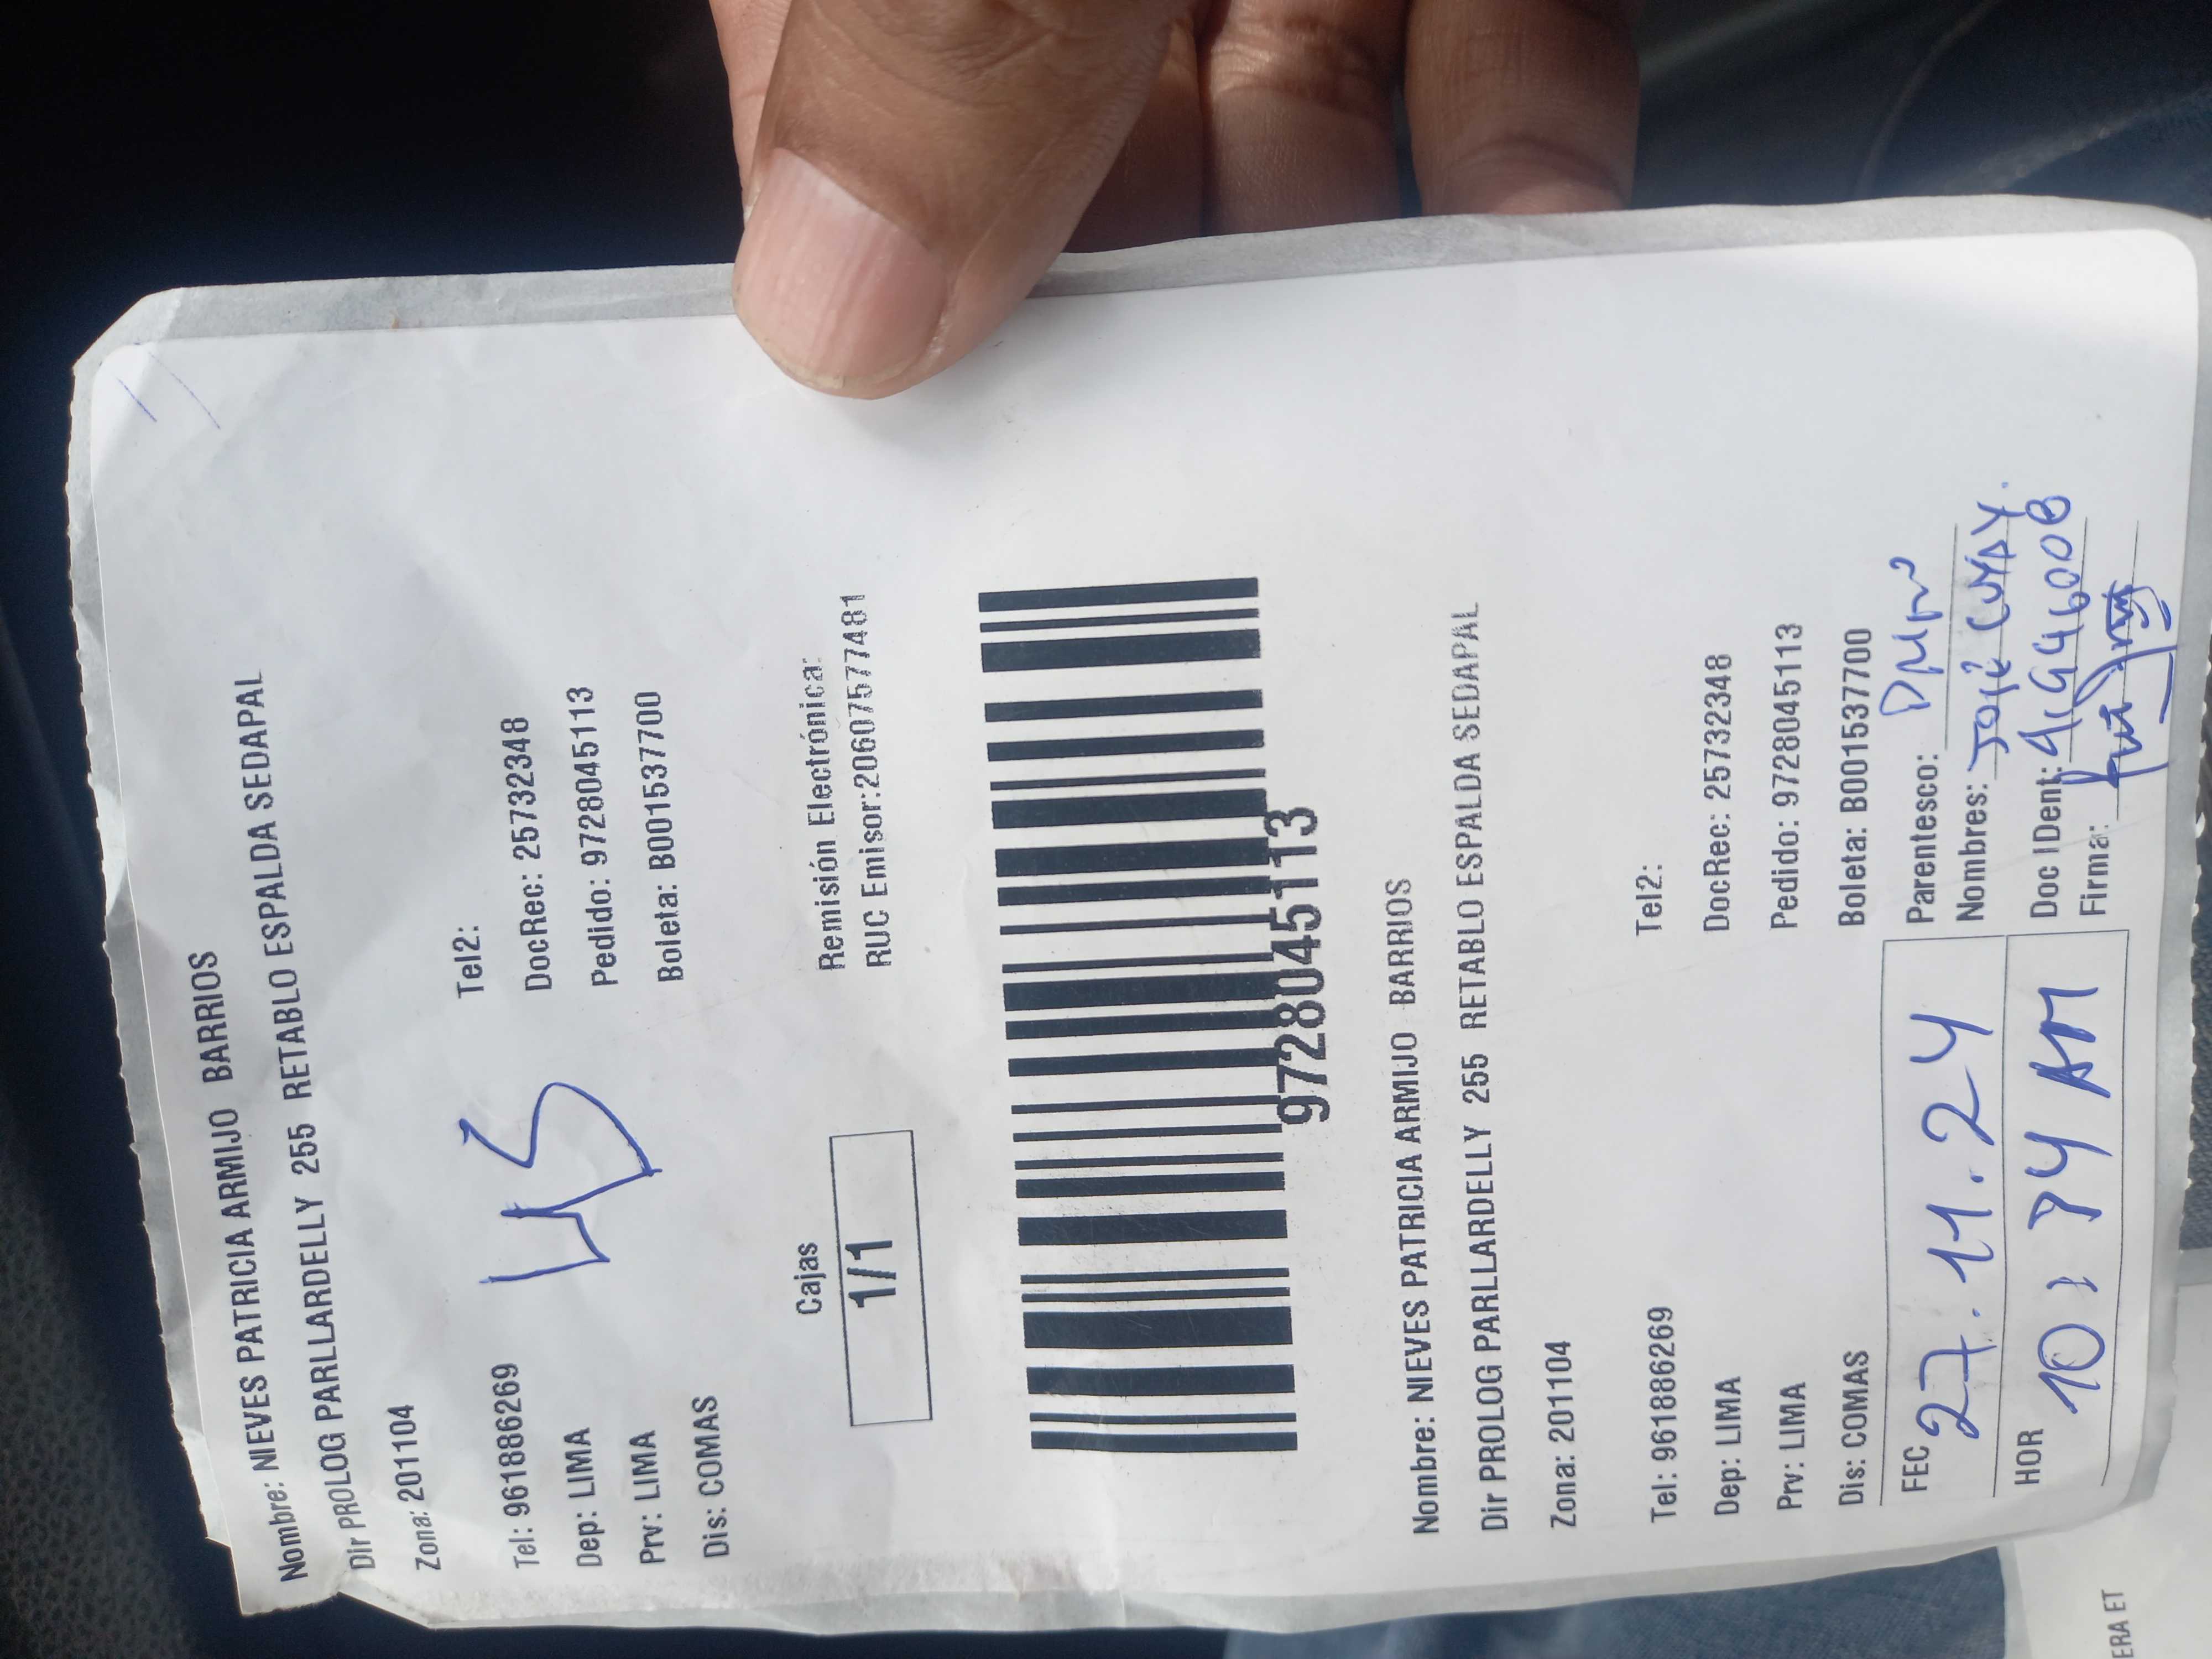 Nombre: NIEVES PATRICIA ARMIJO BARRIOS
Dir PROLOG PARLLARDELLY 255 RETABLO ESPALDA SEDAPAL
Zona: 201104
Tel: 961886269 Tel2:
Dep: LIMA DocRec: 25732348
Prv: LIMA Pedido: 9728045113
Dis: COMAS Boleta: B001537700
45
Cajas
1/1
Remisión Electrónica:
RUC Emisor:20607577481
9728045113
Nombre: NIEVES PATRICIA ARMIJO BARRIOS
Dir PROLOG PARLLARDELLY 255 RETABLO ESPALDA SEDAPAL
Zona: 201104
Tel: 961886269 Tel2:
Dep: LIMA DocRec: 25732348
Prv: LIMA Pedido: 9728045113
Dis: COMAS Boleta: B001537700
FEC 27.11.24
HOR 10: AM
Parentesco:
Nombres: José
Doc IDent:
Firma:
ERA ET